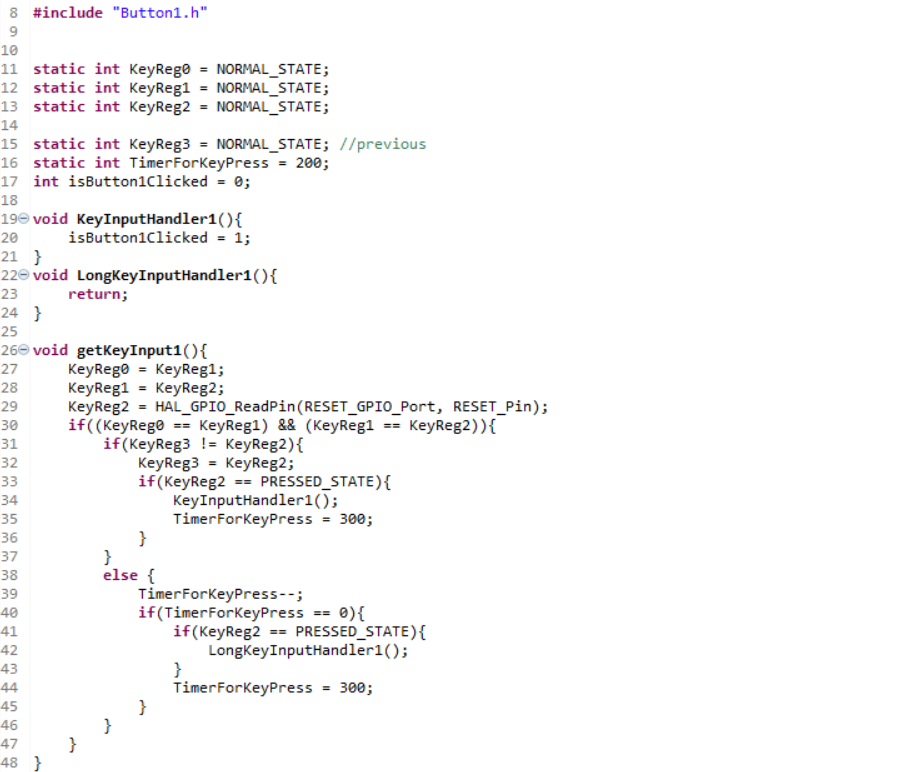 8 #include "Button1.h"
9
10
11 static int KeyReg0 = NORMAL_STATE;
12 static int KeyReg1 = NORMAL_STATE;
13 static int KeyReg2 = NORMAL_STATE;
14
15 static int KeyReg3 = NORMAL_STATE; //previous
16 static int TimerForKeyPress = 200;
17 int isButton1Clicked = 0;
18
19 void KeyInputHandler1(){
20     isButton1Clicked = 1;
21 }
22 void LongKeyInputHandler1(){
23     return;
24 }
25
26 void getKeyInput1(){
27     KeyReg0 = KeyReg1;
28     KeyReg1 = KeyReg2;
29     KeyReg2 = HAL_GPIO_ReadPin(RESET_GPIO_Port, RESET_Pin);
30     if((KeyReg0 == KeyReg1) && (KeyReg1 == KeyReg2)){
31         if(KeyReg3 != KeyReg2){
32             KeyReg3 = KeyReg2;
33             if(KeyReg2 == PRESSED_STATE){
34                 KeyInputHandler1();
35                 TimerForKeyPress = 300;
36             }
37         }
38         else {
39             TimerForKeyPress--;
40             if(TimerForKeyPress == 0){
41                 if(KeyReg2 == PRESSED_STATE){
42                     LongKeyInputHandler1();
43                 }
44                 TimerForKeyPress = 300;
45             }
46         }
47     }
48 }